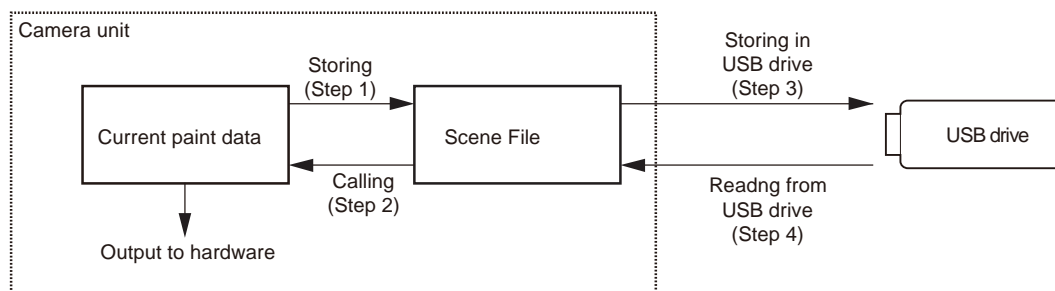 Camera unit
Storing
(Step 1)
Storing in
USB drive
(Step 3)
Current paint data
Scene File
USB drive
Calling
(Step 2)
Readng from
USB drive
(Step 4)
Output to hardware